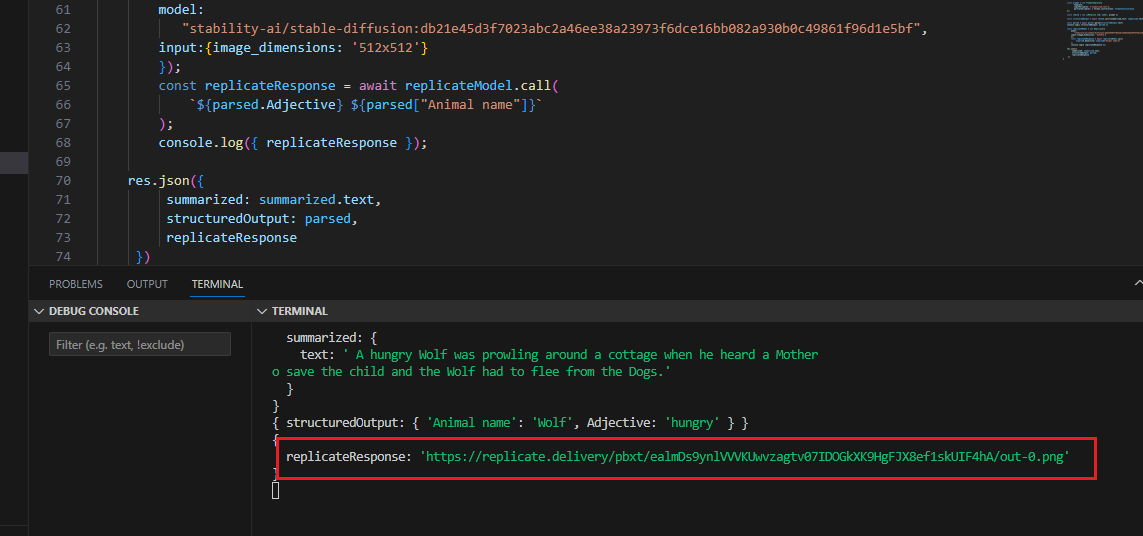 61 model:
62 "stability-ai/stable-diffusion:db21e45d3f7023abc2a46ee38a23973f6dce16bb082a930b0c49861f96d1e5bf",
63 input:{image_dimensions: '512x512'}
64 });
65 const replicateResponse = await replicateModel.call(
66 `${parsed.Adjective} ${parsed["Animal name"]}`
67 );
68 console.log({ replicateResponse });
69
70 res.json({
71 summarized: summarized.text,
72 structuredOutput: parsed,
73 replicateResponse
74 })
PROBLEMS OUTPUT TERMINAL
DEBUG CONSOLE
Filter (e.g. text, !exclude)
TERMINAL
summarized: {
text: ' A hungry Wolf was prowling around a cottage when he heard a Mother
o save the child and the Wolf had to flee from the Dogs.'
}
}
{ structuredOutput: { 'Animal name': 'Wolf', Adjective: 'hungry' } }
{
replicateResponse: 'https://replicate.delivery/pbxt/ealmDs9ynlVVVKUwvzagtv07IDOGkXK9HgFJX8ef1skUIF4hA/out-0.png'
}